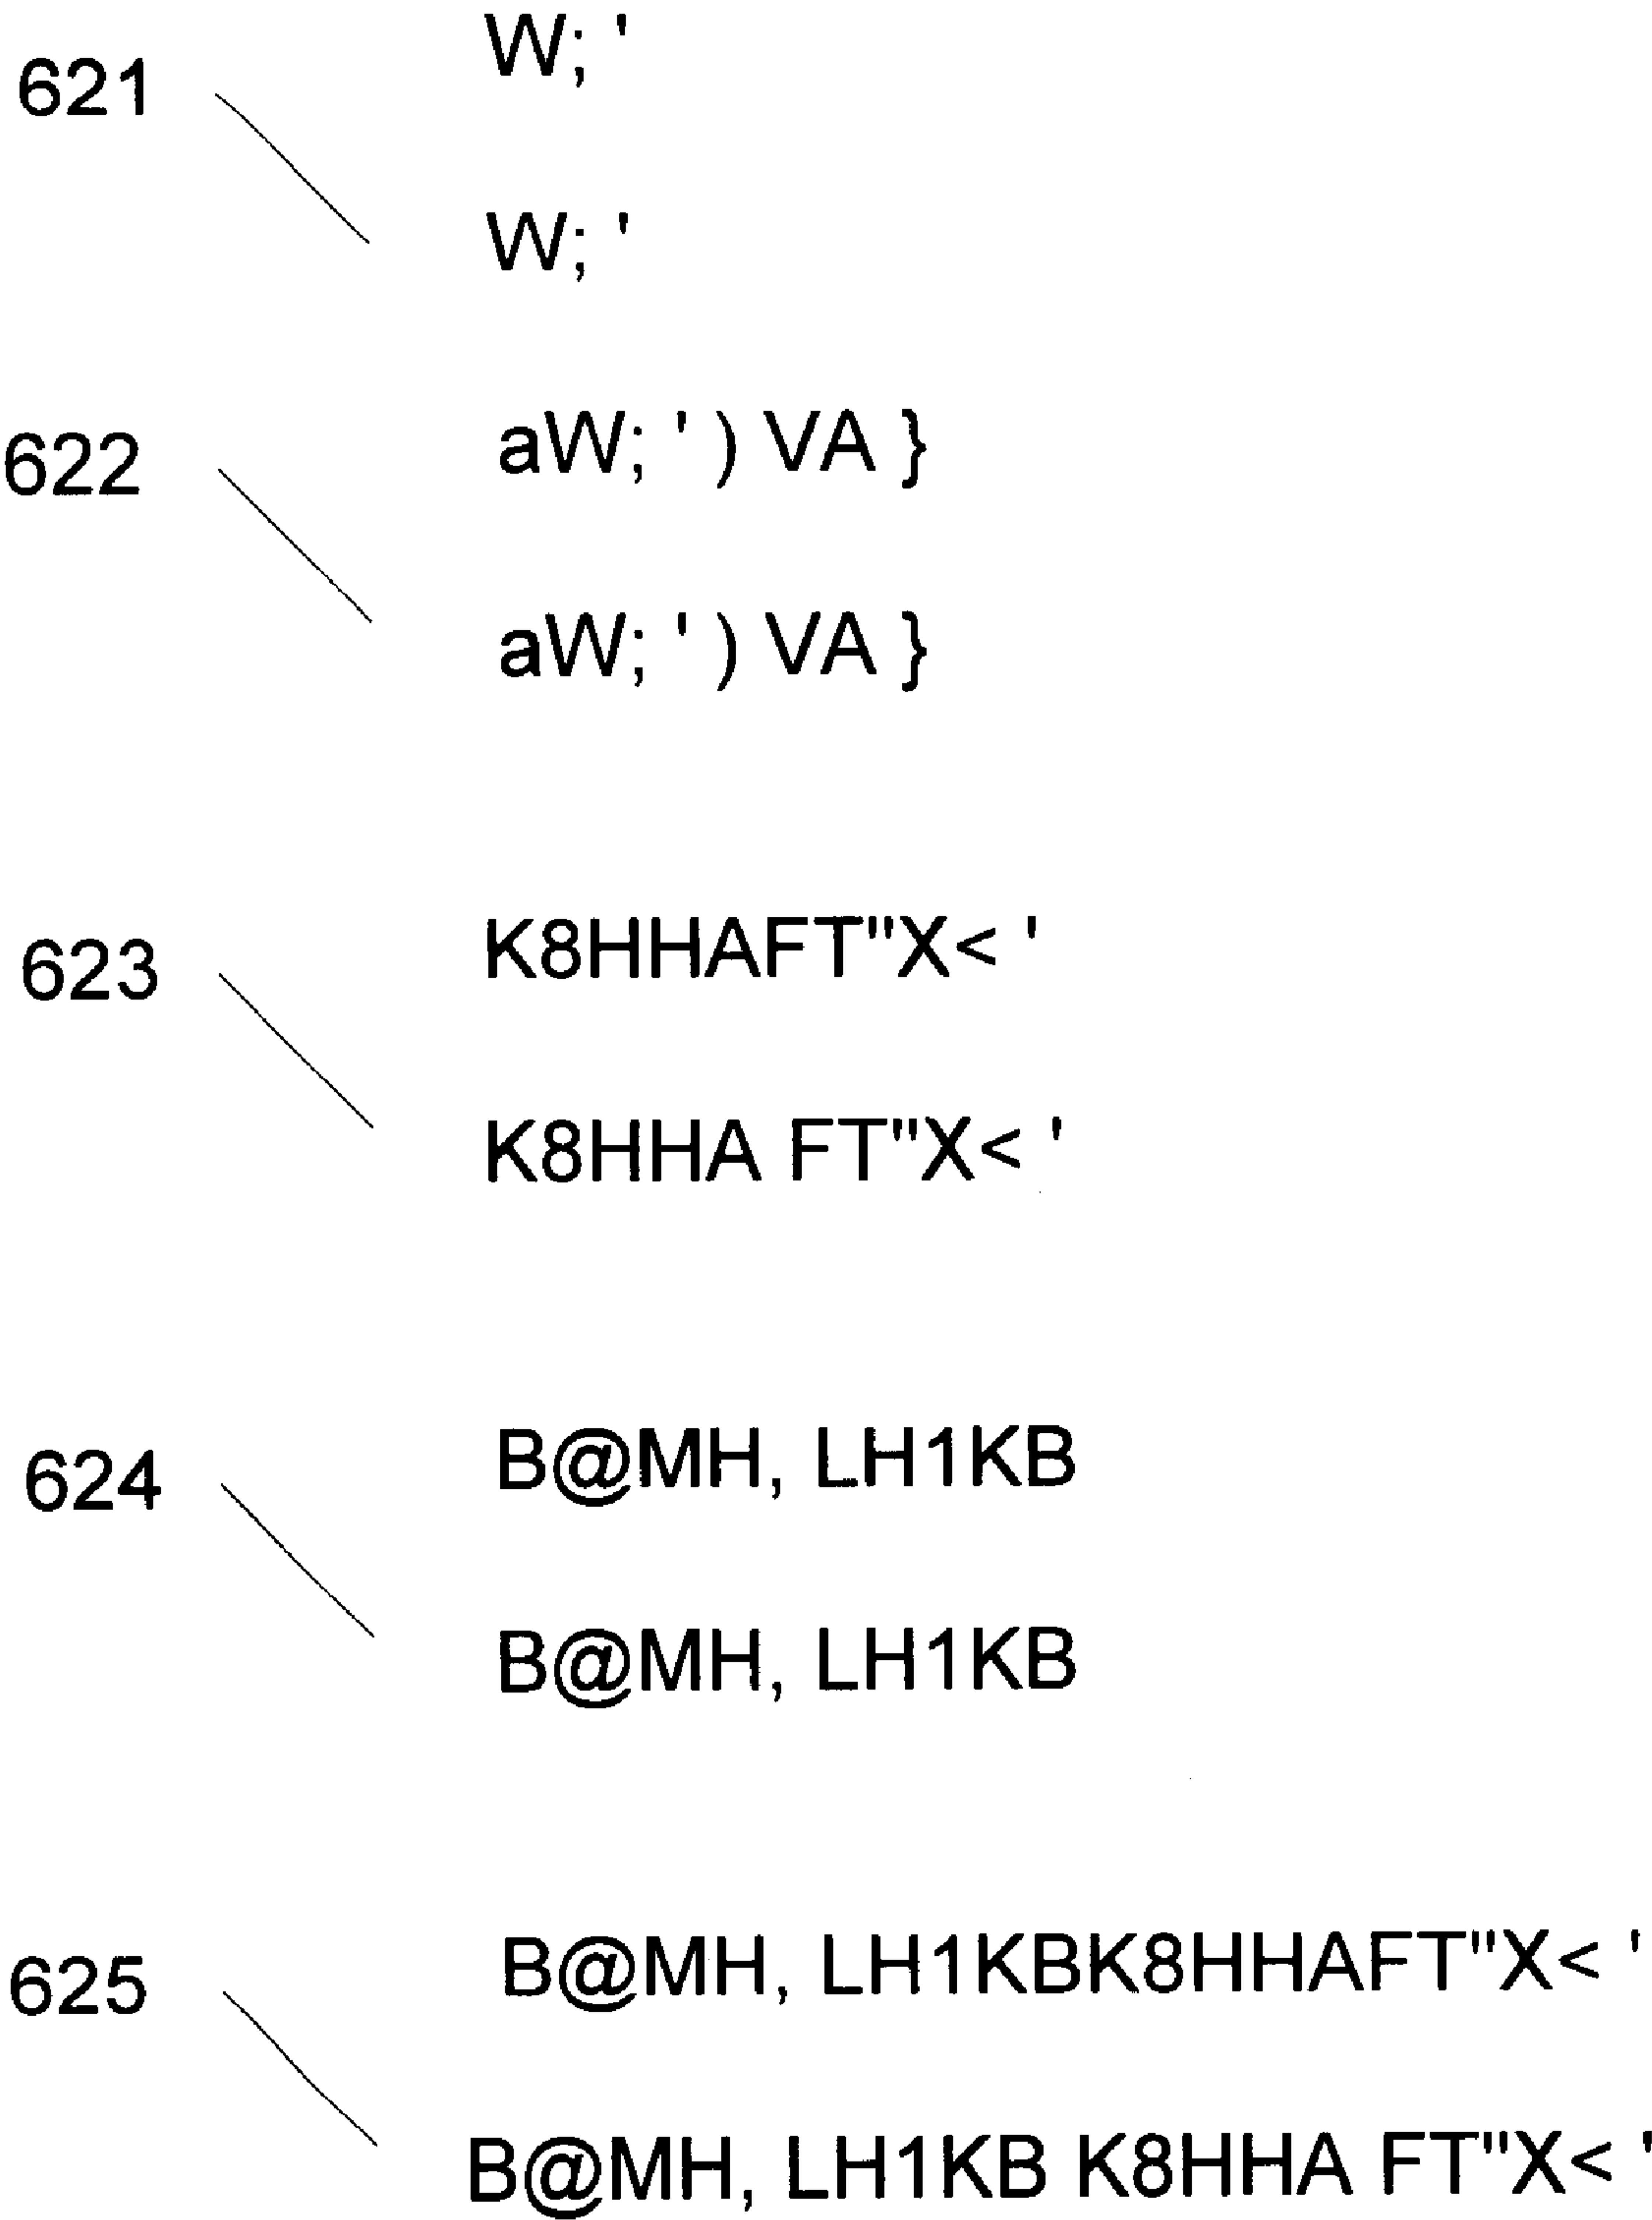 W; '
621
W; '
aW; ' ) VA }
622
aW; ' ) VA }
K8HHAFT"X< '
623
K8HHA FT"X< '
B@MH, LH1KB
624
B@MH, LH1KB
B@MH, LH1KBK8HHAFT"X< '
625
B@MH, LH1KB K8HHA FT"X< '